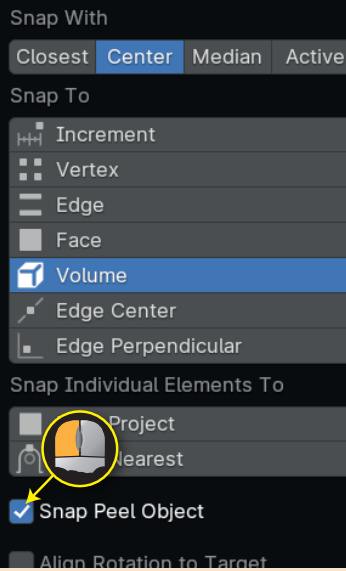 Snap With
Closest Center Median Active
Snap To
Increment
Vertex
Edge
Face
Volume
Edge Center
Edge Perpendicular
Snap Individual Elements To
Project
Nearest
Snap Peel Object
Align Rotation to Target